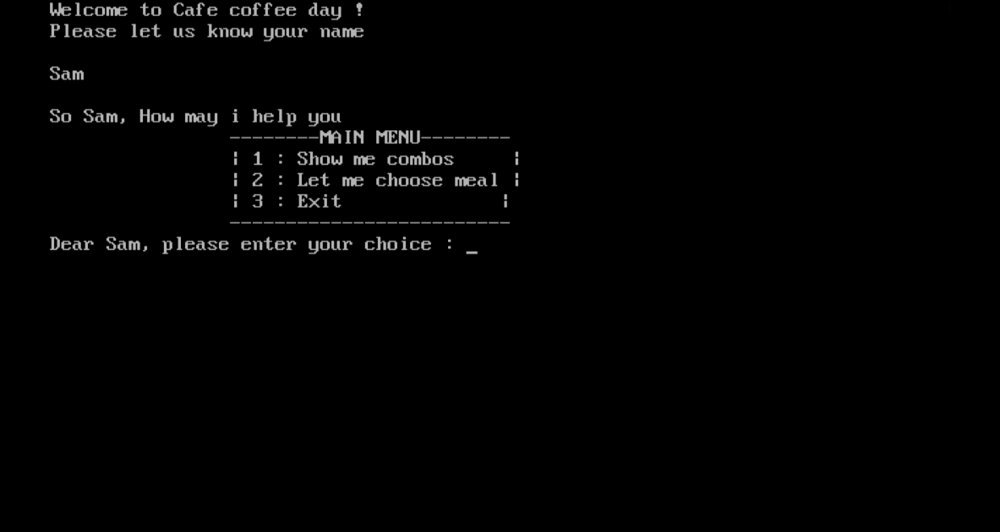 Welcome to Cafe coffee day !
Please let us know your name
Sam
So Sam, How may i help you
--------MAIN MENU--------
| 1 : Show me combos |
| 2 : Let me choose meal |
| 3 : Exit |
-------------------------
Dear Sam, please enter your choice : _